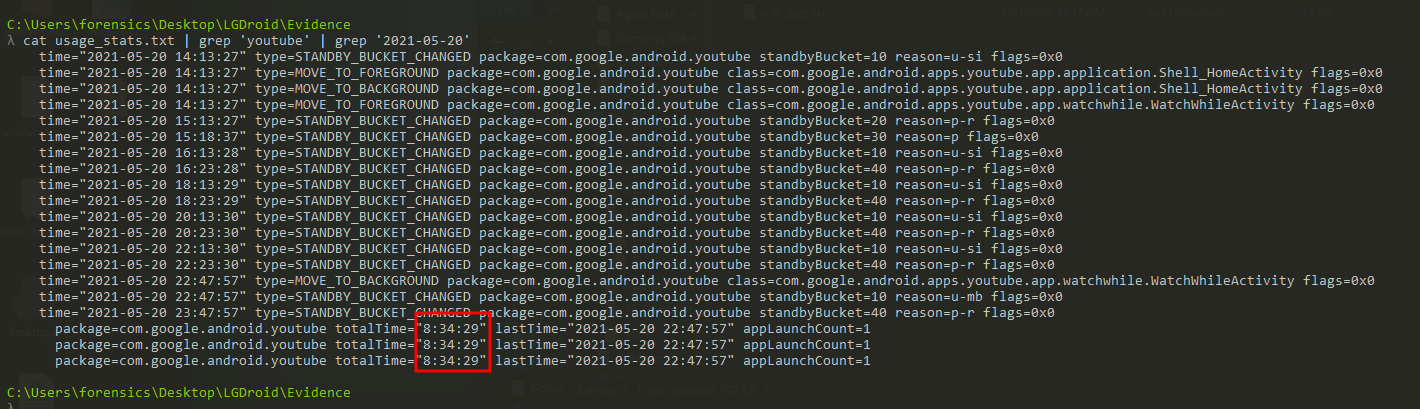 C:\Users\forensics\Desktop\LGDroid\Evidence
λ cat usage_stats.txt | grep 'youtube' | grep '2021-05-20'
time="2021-05-20 14:13:27" type=STANDBY_BUCKET_CHANGED package=com.google.android.youtube standbyBucket=10 reason=u-si flags=0x0
time="2021-05-20 14:13:27" type=MOVE_TO_FOREGROUND package=com.google.android.youtube class=com.google.android.apps.youtube.app.application.Shell_HomeActivity flags=0x0
time="2021-05-20 14:13:27" type=MOVE_TO_BACKGROUND package=com.google.android.youtube class=com.google.android.apps.youtube.app.application.Shell_HomeActivity flags=0x0
time="2021-05-20 14:13:27" type=MOVE_TO_FOREGROUND package=com.google.android.youtube class=com.google.android.apps.youtube.app.watchwhile.WatchWhileActivity flags=0x0
time="2021-05-20 15:13:27" type=STANDBY_BUCKET_CHANGED package=com.google.android.youtube standbyBucket=20 reason=p-r flags=0x0
time="2021-05-20 15:18:37" type=STANDBY_BUCKET_CHANGED package=com.google.android.youtube standbyBucket=30 reason=p flags=0x0
time="2021-05-20 16:13:28" type=STANDBY_BUCKET_CHANGED package=com.google.android.youtube standbyBucket=10 reason=u-si flags=0x0
time="2021-05-20 16:23:28" type=STANDBY_BUCKET_CHANGED package=com.google.android.youtube standbyBucket=40 reason=p-r flags=0x0
time="2021-05-20 18:13:29" type=STANDBY_BUCKET_CHANGED package=com.google.android.youtube standbyBucket=10 reason=u-si flags=0x0
time="2021-05-20 18:23:29" type=STANDBY_BUCKET_CHANGED package=com.google.android.youtube standbyBucket=40 reason=p-r flags=0x0
time="2021-05-20 20:13:30" type=STANDBY_BUCKET_CHANGED package=com.google.android.youtube standbyBucket=10 reason=u-si flags=0x0
time="2021-05-20 20:23:30" type=STANDBY_BUCKET_CHANGED package=com.google.android.youtube standbyBucket=40 reason=p-r flags=0x0
time="2021-05-20 22:13:30" type=STANDBY_BUCKET_CHANGED package=com.google.android.youtube standbyBucket=10 reason=u-si flags=0x0
time="2021-05-20 22:23:30" type=STANDBY_BUCKET_CHANGED package=com.google.android.youtube standbyBucket=40 reason=p-r flags=0x0
time="2021-05-20 22:47:57" type=MOVE_TO_BACKGROUND package=com.google.android.youtube class=com.google.android.apps.youtube.app.watchwhile.WatchWhileActivity flags=0x0
time="2021-05-20 22:47:57" type=STANDBY_BUCKET_CHANGED package=com.google.android.youtube standbyBucket=10 reason=u-mb flags=0x0
time="2021-05-20 23:47:57" type=STANDBY_BUCKET_CHANGED package=com.google.android.youtube standbyBucket=40 reason=p-r flags=0x0
package=com.google.android.youtube totalTime="8:34:29" lastTime="2021-05-20 22:47:57" appLaunchCount=1
package=com.google.android.youtube totalTime="8:34:29" lastTime="2021-05-20 22:47:57" appLaunchCount=1
package=com.google.android.youtube totalTime="8:34:29" lastTime="2021-05-20 22:47:57" appLaunchCount=1
C:\Users\forensics\Desktop\LGDroid\Evidence
λ